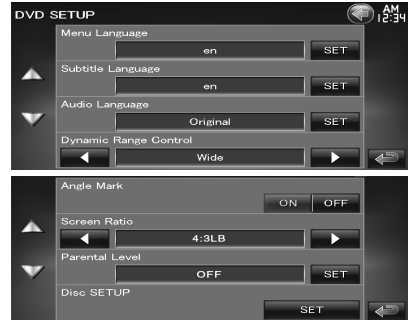 DVD SETUP
AM 12:34
Menu Language
en SET
Subtitle Language
en SET
Audio Language
Original SET
Dynamic Range Control
Wide
Angle Mark
ON OFF
Screen Ratio
4:3LB
Parental Level
OFF SET
Disc SETUP
SET